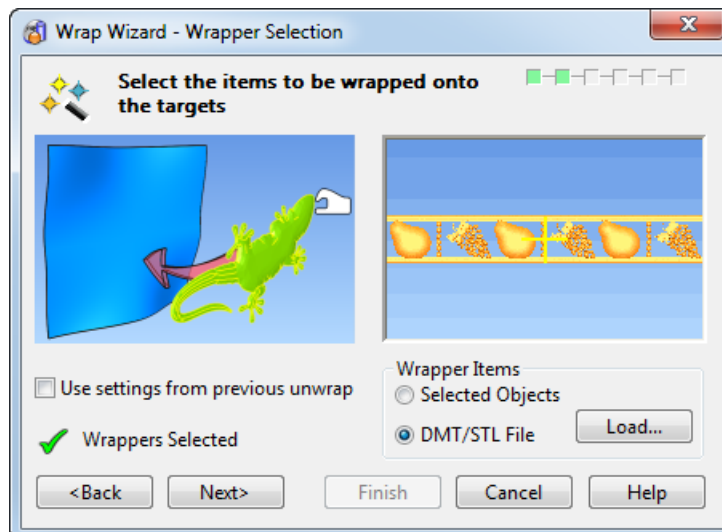 Wrap Wizard - Wrapper Selection
Select the items to be wrapped onto
the targets
Use settings from previous unwrap
Wrappers Selected
Wrapper Items
Selected Objects
DMT/STL File
Load...
<Back
Next>
Finish
Cancel
Help